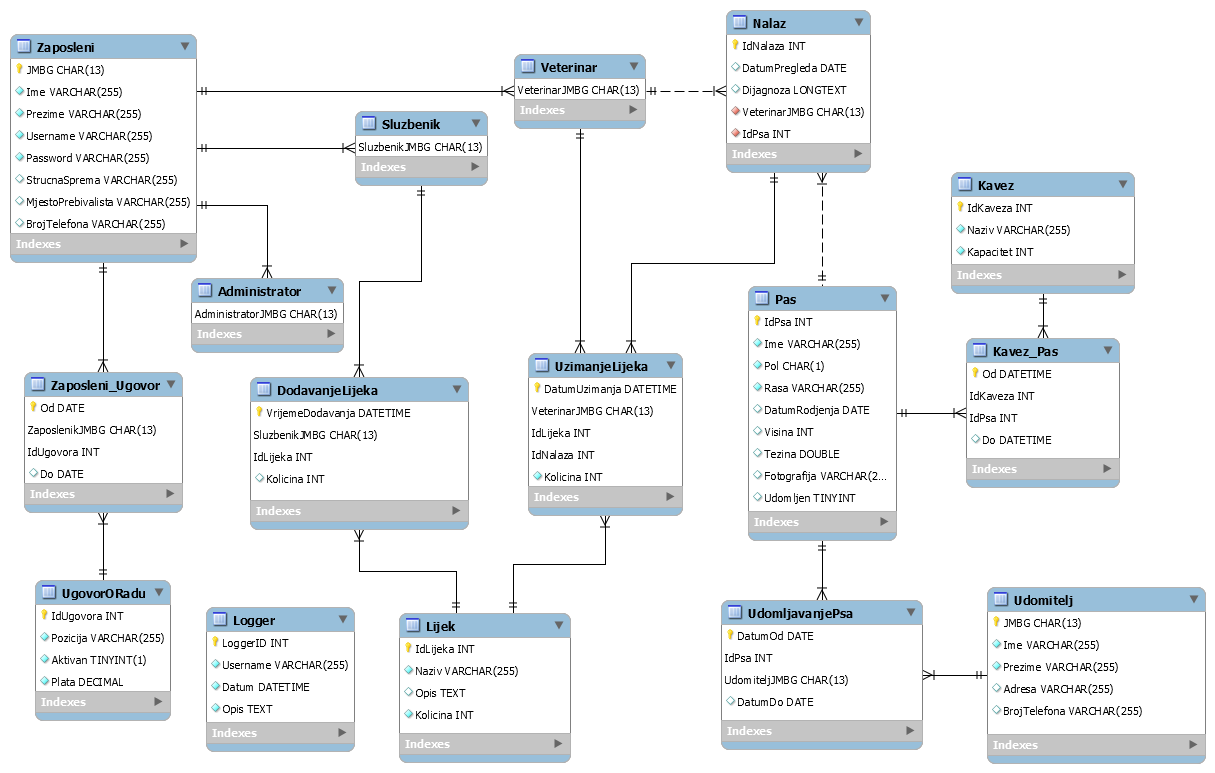 Zaposleni
JMBG CHAR(13)
Ime VARCHAR(255)
Prezime VARCHAR(255)
Username VARCHAR(255)
Password VARCHAR(255)
StrucnaSprema VARCHAR(255)
MjestoPrebivalista VARCHAR(255)
BrojTelefona VARCHAR(255)
Indexes
Veterinar
VeterinarJMBG CHAR(13)
Indexes
Nalaz
IdNalaza INT
DatumPregleda DATE
Dijagnoza LONGTEXT
VeterinarJMBG CHAR(13)
IdPsa INT
Indexes
Sluzbenik
SluzbenikJMBG CHAR(13)
Indexes
Kavez
IdKaveza INT
Naziv VARCHAR(255)
Kapacitet INT
Indexes
Administrator
AdministratorJMBG CHAR(13)
Indexes
Pas
IdPsa INT
Ime VARCHAR(255)
Pol CHAR(1)
Rasa VARCHAR(255)
DatumRodjenja DATE
Visina INT
Tezina DOUBLE
Fotografija VARCHAR(2...
Udomljen TINYINT
Indexes
Kavez_Pas
Od DATETIME
IdKaveza INT
IdPsa INT
Do DATETIME
Indexes
Zaposleni_Ugovor
Od DATE
ZaposlenikJMBG CHAR(13)
IdUgovora INT
Do DATE
Indexes
DodavanjeLijeka
VrijemeDodavanja DATETIME
SluzbenikJMBG CHAR(13)
IdLijeka INT
Kolicina INT
Indexes
UzimanjeLijeka
DatumUzimanja DATETIME
VeterinarJMBG CHAR(13)
IdLijeka INT
IdNalaza INT
Kolicina INT
Indexes
UgovorORadu
IdUgovora INT
Pozicija VARCHAR(255)
Aktivan TINYINT(1)
Plata DECIMAL
Indexes
Logger
LoggerID INT
Username VARCHAR(255)
Datum DATETIME
Opis TEXT
Indexes
Lijek
IdLijeka INT
Naziv VARCHAR(255)
Opis TEXT
Kolicina INT
Indexes
UdomljavanjePsa
DatumOd DATE
IdPsa INT
UdomiteljJMBG CHAR(13)
DatumDo DATE
Indexes
Udomitelj
JMBG CHAR(13)
Ime VARCHAR(255)
Prezime VARCHAR(255)
Adresa VARCHAR(255)
BrojTelefona VARCHAR(255)
Indexes